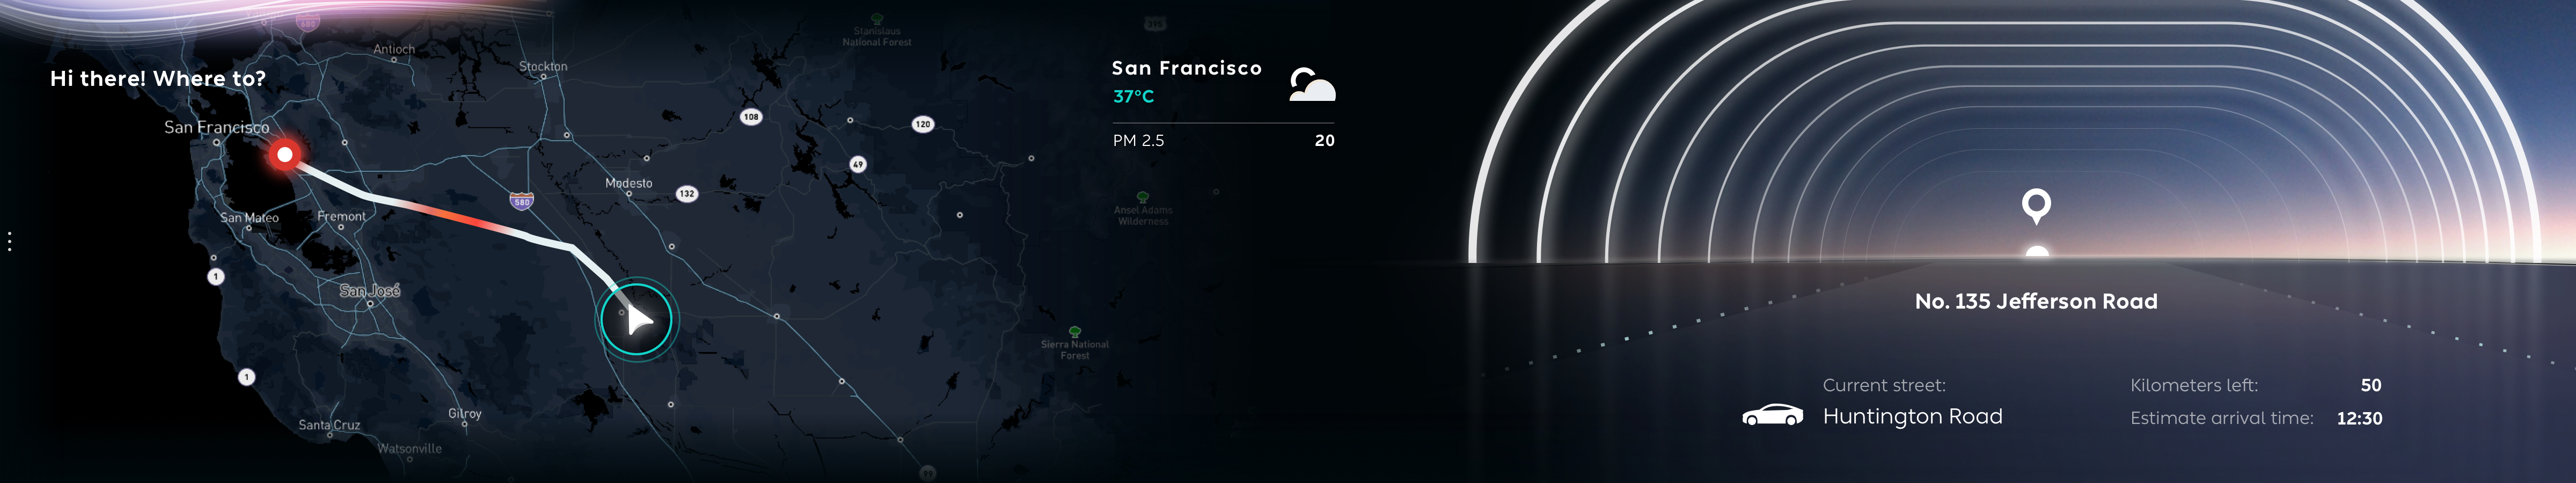 680
Antioch
Stanislaus
National Forest
395
Hi there! Where to?
Stockton
San Francisco
37°C
PM 2.5 20
San Francisco
108
120
49
580
Modesto
132
San Mateo
Fremont
Ansel Adams
Wilderness
1
San José
Sierra National
Forest
1
Santa Cruz
Gilroy
Watsonville
99
No. 135 Jefferson Road
Current street:
Huntington Road
Kilometers left: 50
Estimate arrival time: 12:30